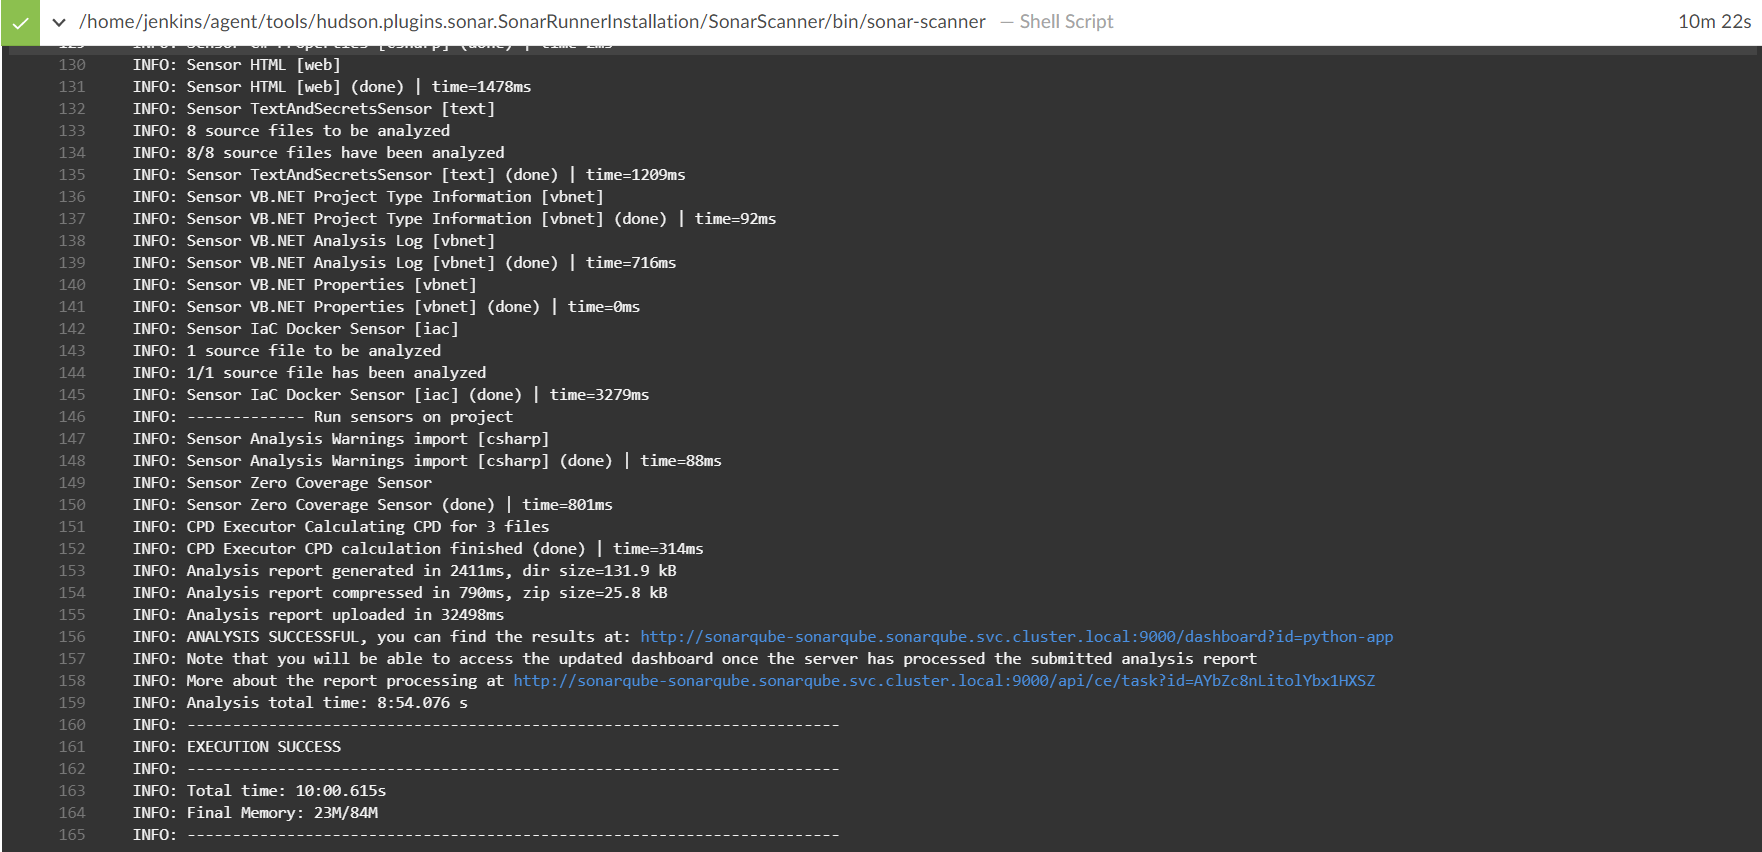 /home/jenkins/agent/tools/hudson.plugins.sonar.SonarRunnerInstallation/SonarScanner/bin/sonar-scanner — Shell Script 10m 22s
129 INFO: Sensor C# Properties [csharp] (done) | time=2ms
130 INFO: Sensor HTML [web]
131 INFO: Sensor HTML [web] (done) | time=1478ms
132 INFO: Sensor TextAndSecretsSensor [text]
133 INFO: 8 source files to be analyzed
134 INFO: 8/8 source files have been analyzed
135 INFO: Sensor TextAndSecretsSensor [text] (done) | time=1209ms
136 INFO: Sensor VB.NET Project Type Information [vbnet]
137 INFO: Sensor VB.NET Project Type Information [vbnet] (done) | time=92ms
138 INFO: Sensor VB.NET Analysis Log [vbnet]
139 INFO: Sensor VB.NET Analysis Log [vbnet] (done) | time=716ms
140 INFO: Sensor VB.NET Properties [vbnet]
141 INFO: Sensor VB.NET Properties [vbnet] (done) | time=0ms
142 INFO: Sensor IaC Docker Sensor [iac]
143 INFO: 1 source file to be analyzed
144 INFO: 1/1 source file has been analyzed
145 INFO: Sensor IaC Docker Sensor [iac] (done) | time=3279ms
146 INFO: ------------- Run sensors on project
147 INFO: Sensor Analysis Warnings import [csharp]
148 INFO: Sensor Analysis Warnings import [csharp] (done) | time=88ms
149 INFO: Sensor Zero Coverage Sensor
150 INFO: Sensor Zero Coverage Sensor (done) | time=801ms
151 INFO: CPD Executor Calculating CPD for 3 files
152 INFO: CPD Executor CPD calculation finished (done) | time=314ms
153 INFO: Analysis report generated in 2411ms, dir size=131.9 kB
154 INFO: Analysis report compressed in 790ms, zip size=25.8 kB
155 INFO: Analysis report uploaded in 32498ms
156 INFO: ANALYSIS SUCCESSFUL, you can find the results at: http://sonarqube-sonarqube.sonarqube.svc.cluster.local:9000/dashboard?id=python-app
157 INFO: Note that you will be able to access the updated dashboard once the server has processed the submitted analysis report
158 INFO: More about the report processing at http://sonarqube-sonarqube.sonarqube.svc.cluster.local:9000/api/ce/task?id=AYbZc8nLitolYbx1HXSZ
159 INFO: Analysis total time: 8:54.076 s
160 INFO: ------------------------------------------------------------------------
161 INFO: EXECUTION SUCCESS
162 INFO: ------------------------------------------------------------------------
163 INFO: Total time: 10:00.615s
164 INFO: Final Memory: 23M/84M
165 INFO: ------------------------------------------------------------------------